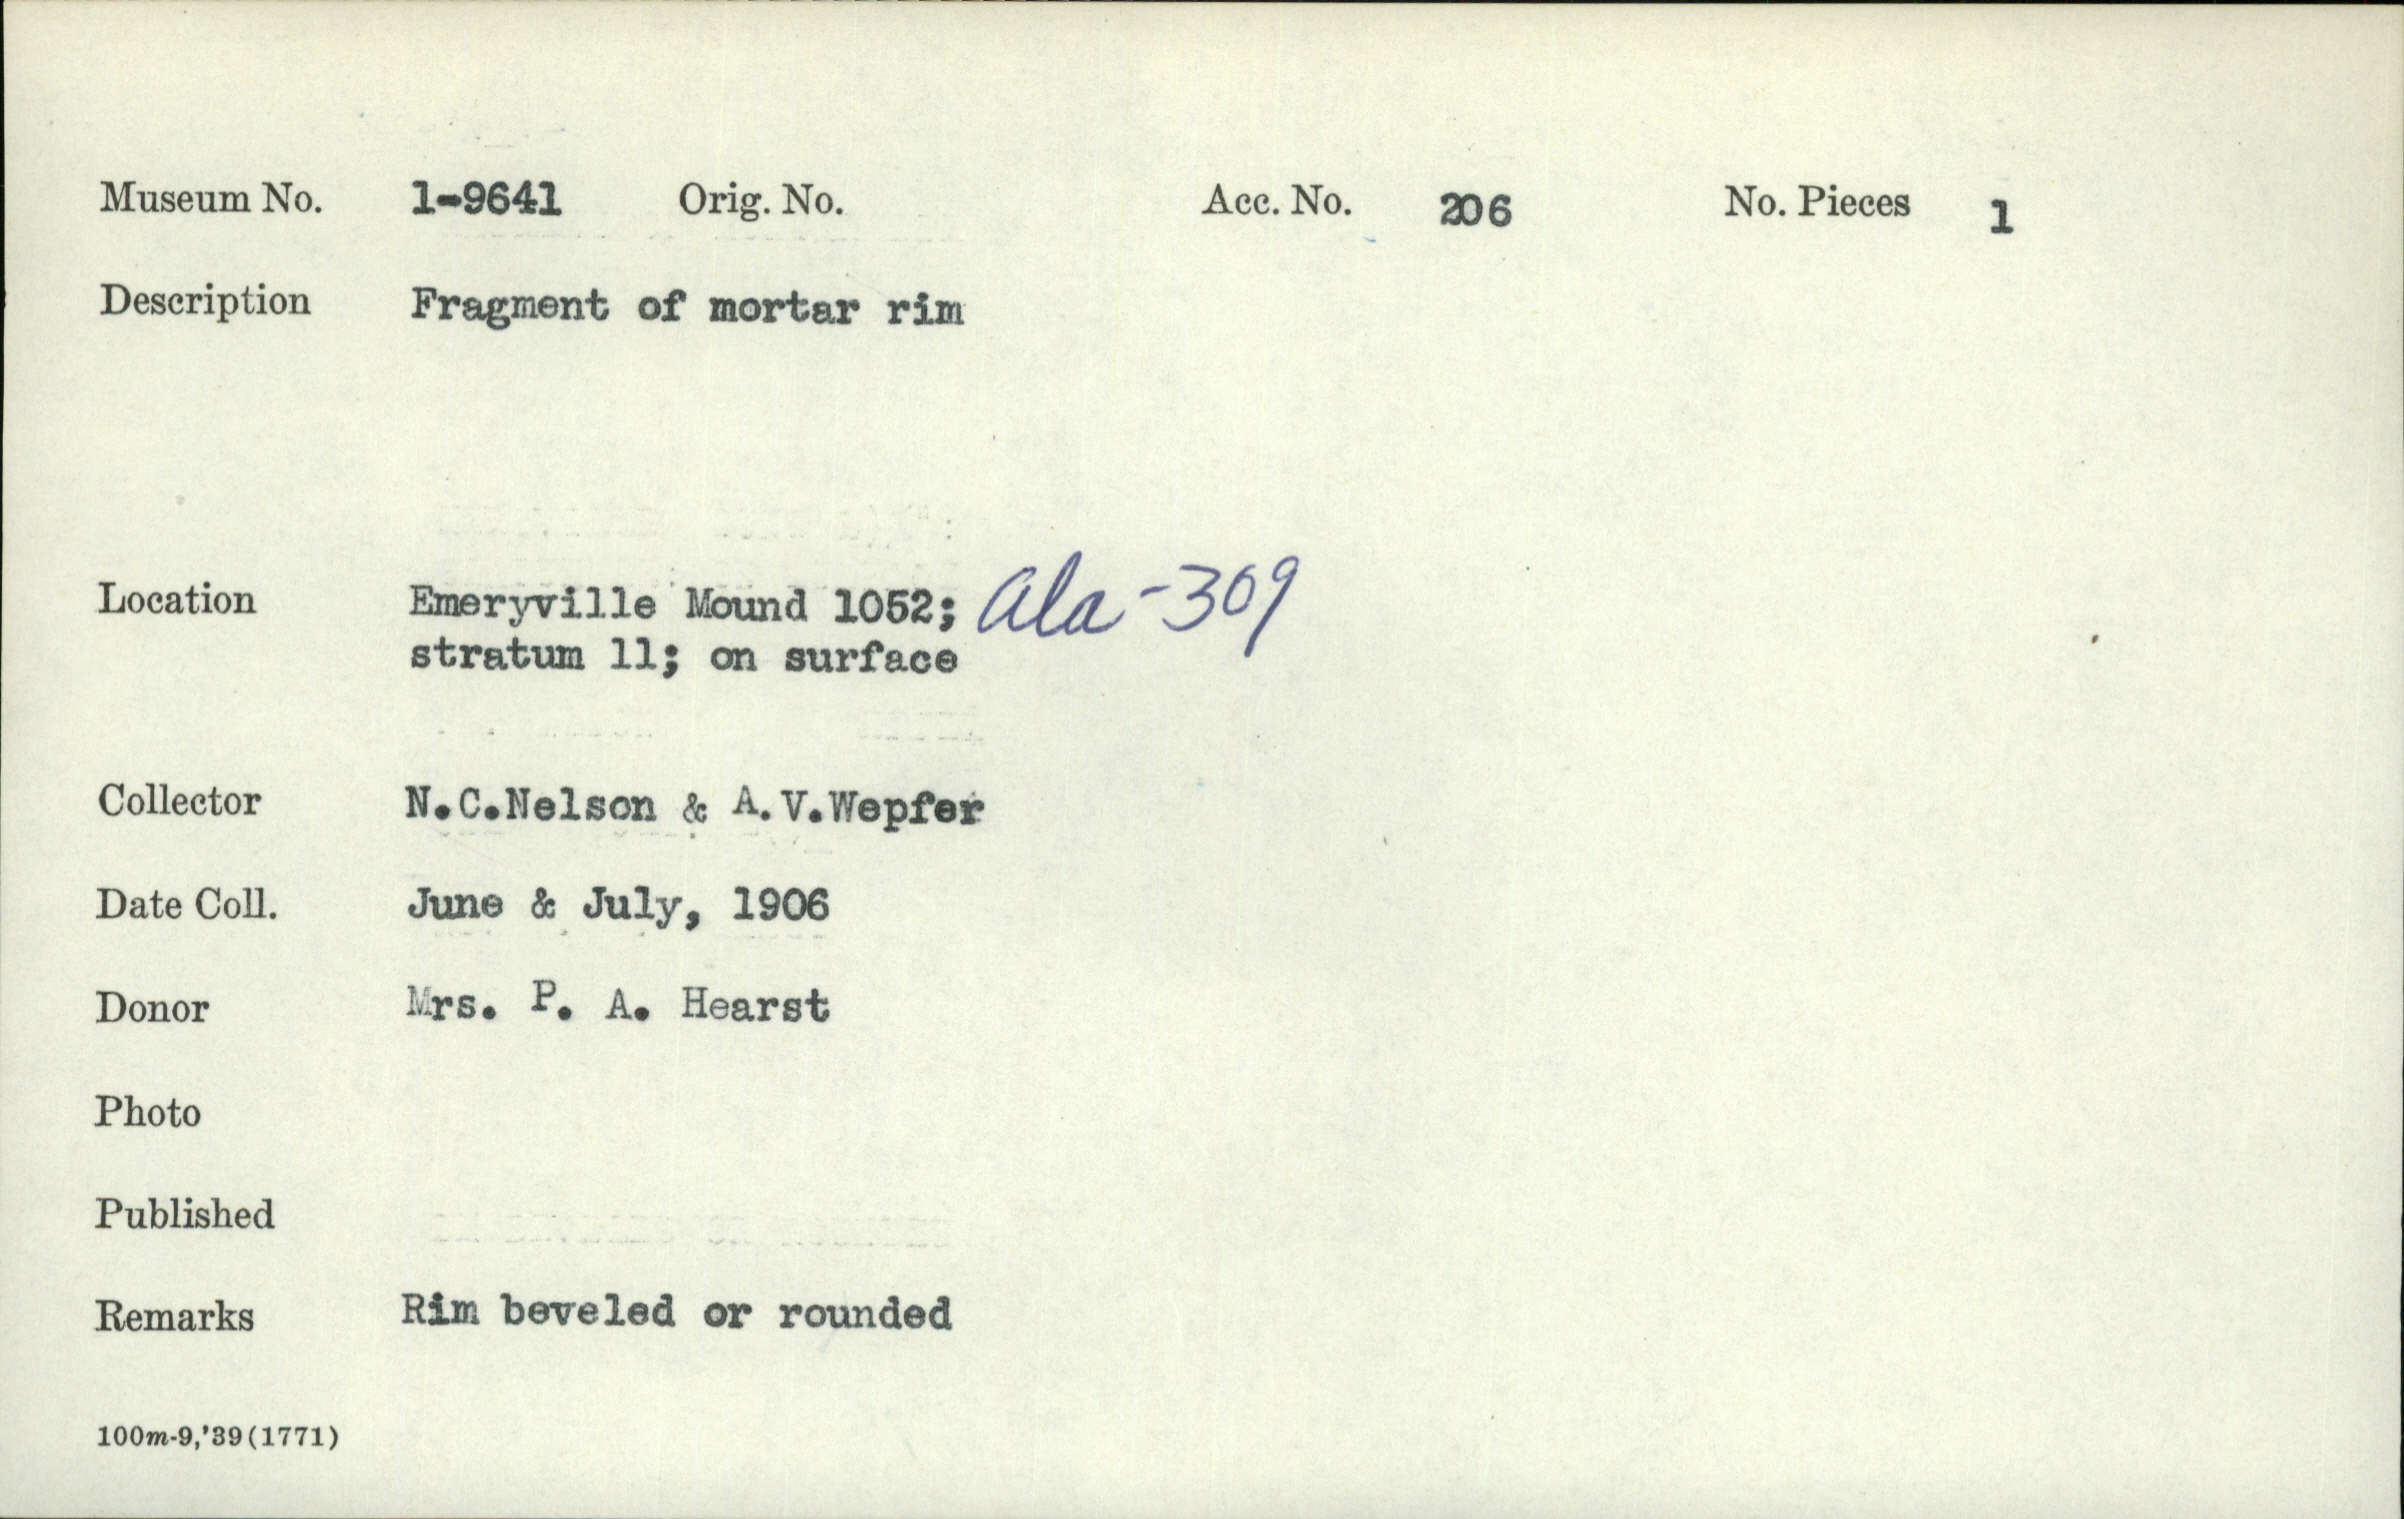 Museum No. 1-9641 Orig. No. Acc. No. 206 No. Pieces 1
Description Fragment of mortar rim
Location Emeryville Mound 1052; Ala-309
stratum 11; on surface
Collector N.C.Nelson & A.V.Wepfer
Date Coll. June & July, 1906
Donor Mrs. P. A. Hearst
Photo
Published
Remarks Rim beveled or rounded
100m-9,'39(1771)